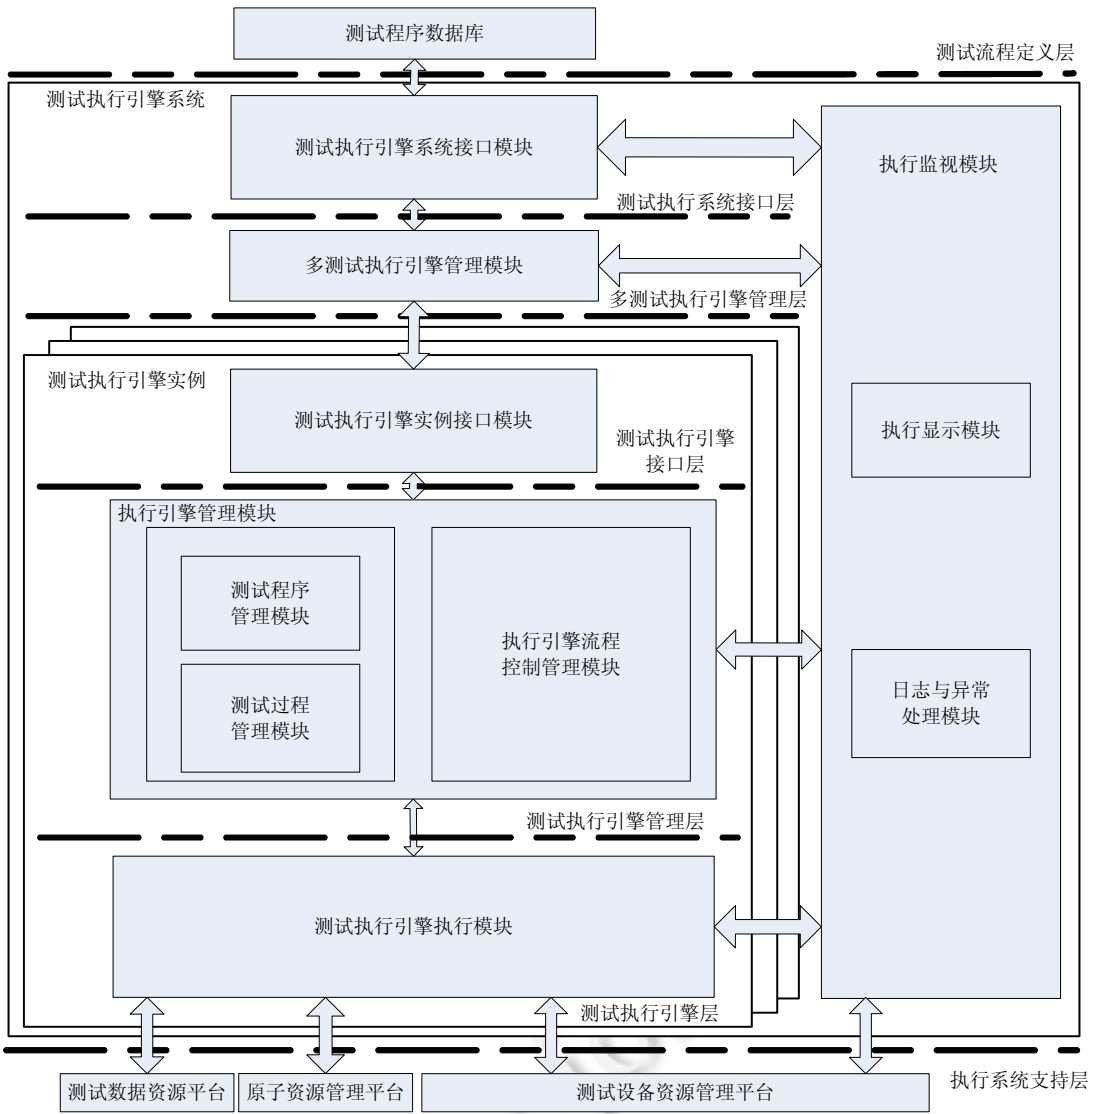 测试程序数据库
测试流程定义层
测试执行引擎系统
测试执行引擎系统接口模块
执行监视模块
测试执行系统接口层
多测试执行引擎管理模块
多测试执行引擎管理层
测试执行引擎实例
测试执行引擎实例接口模块
测试执行引擎
接口层
执行显示模块
执行引擎管理模块
测试程序
管理模块
执行引擎流程
控制管理模块
测试过程
管理模块
日志与异常
处理模块
测试执行引擎管理层
测试执行引擎执行模块
测试执行引擎层
测试数据资源平台
原子资源管理平台
测试设备资源管理平台
执行系统支持层